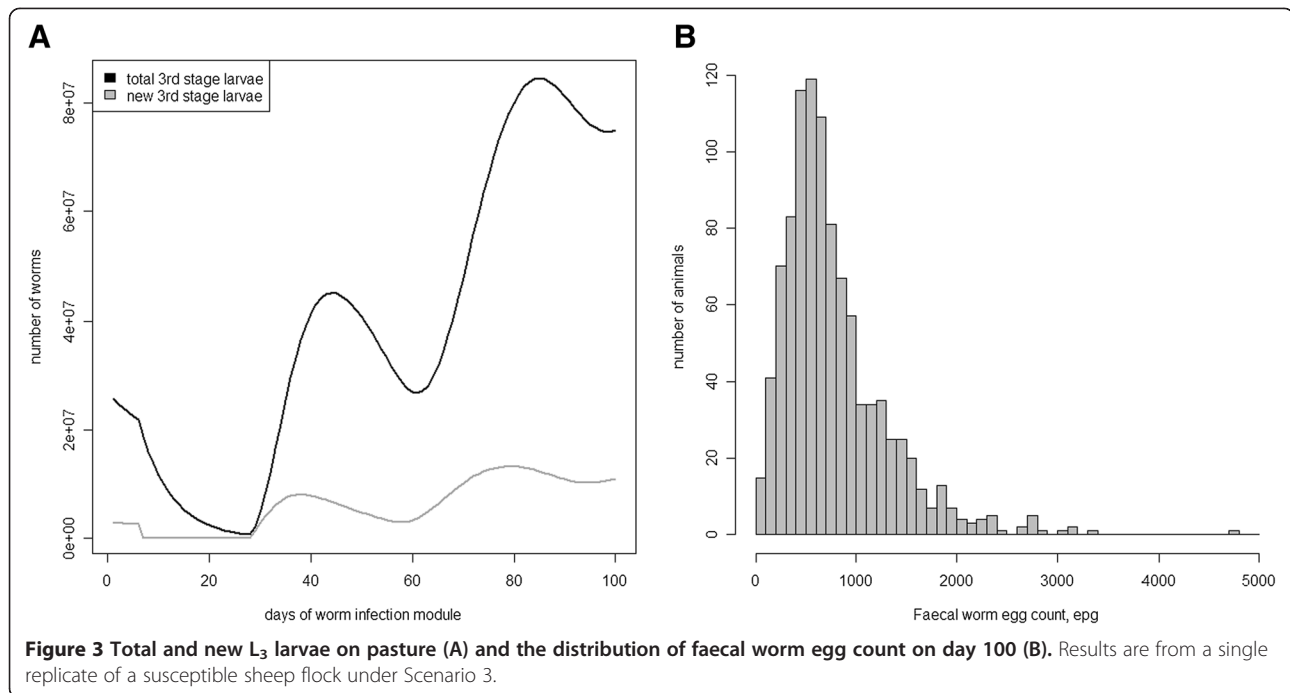 A
total 3rd stage larvae
new 3rd stage larvae
number of worms
0e+00
2e+07
4e+07
6e+07
8e+07
0
20
40
60
80
100
days of worm infection module
B
number of animals
0
20
40
60
80
100
120
0
1000
2000
3000
4000
5000
Faecal worm egg count, epg
Figure 3 Total and new L₃ larvae on pasture (A) and the distribution of faecal worm egg count on day 100 (B). Results are from a single
replicate of a susceptible sheep flock under Scenario 3.